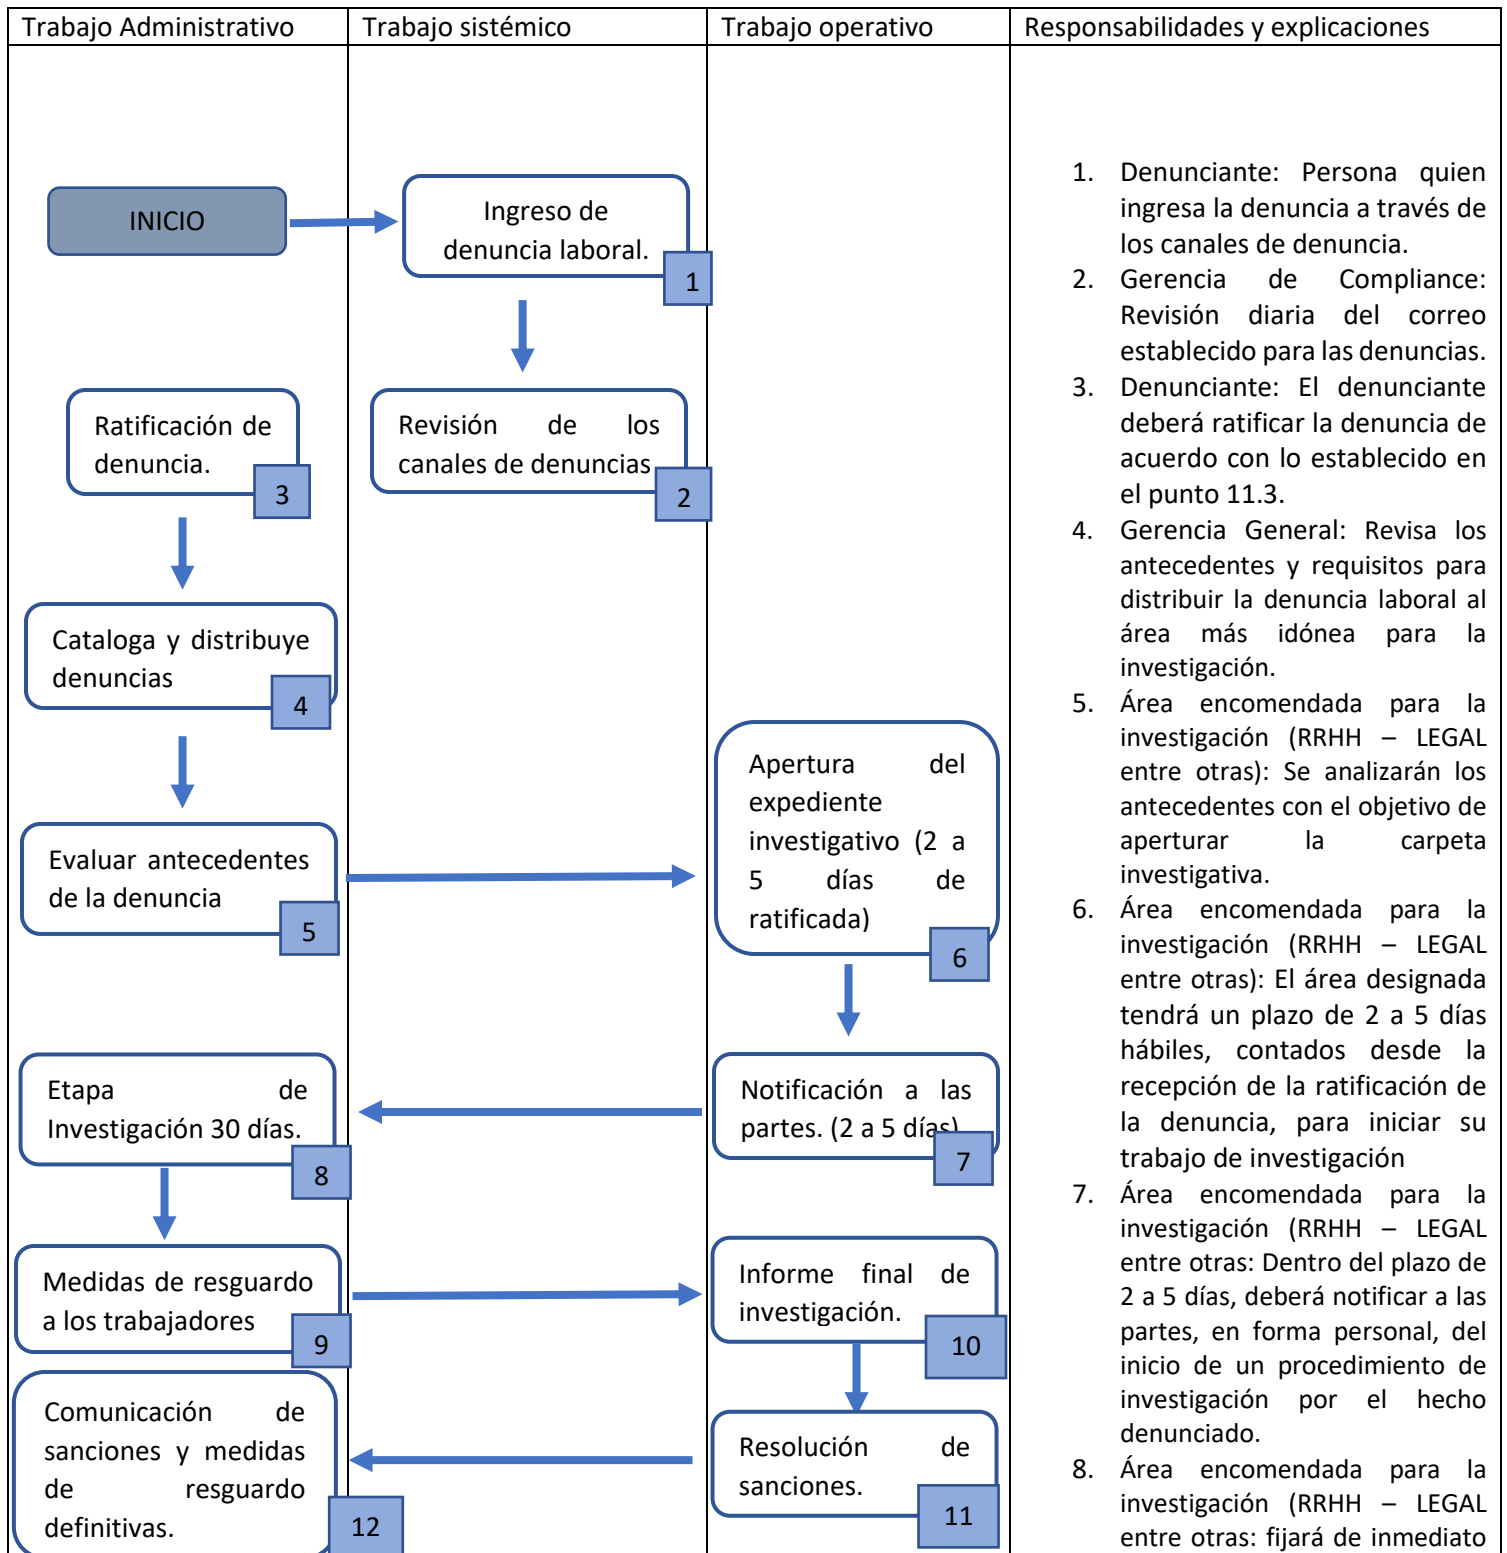 Trabajo Administrativo
Trabajo sistémico
Trabajo operativo
Responsabilidades y explicaciones
INICIO
Ingreso de
denuncia laboral.
1
Ratificación de
denuncia.
3
Revisión de los
canales de denuncias
2
Cataloga y distribuye
denuncias
4
Evaluar antecedentes
de la denuncia
5
Apertura del
expediente
investigativo (2 a
5 días de
ratificada)
6
Etapa de
Investigación 30 días.
8
Notificación a las
partes. (2 a 5 días)
7
Medidas de resguardo
a los trabajadores
9
Informe final de
investigación.
10
Comunicación de
sanciones y medidas
de resguardo
definitivas.
12
Resolución de
sanciones.
11
1. Denunciante: Persona quien
ingresa la denuncia a través de
los canales de denuncia.
2. Gerencia de Compliance:
Revisión diaria del correo
establecido para las denuncias.
3. Denunciante: El denunciante
deberá ratificar la denuncia de
acuerdo con lo establecido en
el punto 11.3.
4. Gerencia General: Revisa los
antecedentes y requisitos para
distribuir la denuncia laboral al
área más idónea para la
investigación.
5. Área encomendada para la
investigación (RRHH – LEGAL
entre otras): Se analizarán los
antecedentes con el objetivo de
aperturar la carpeta
investigativa.
6. Área encomendada para la
investigación (RRHH – LEGAL
entre otras): El área designada
tendrá un plazo de 2 a 5 días
hábiles, contados desde la
recepción de la ratificación de
la denuncia, para iniciar su
trabajo de investigación
7. Área encomendada para la
investigación (RRHH – LEGAL
entre otras: Dentro del plazo de
2 a 5 días, deberá notificar a las
partes, en forma personal, del
inicio de un procedimiento de
investigación por el hecho
denunciado.
8. Área encomendada para la
investigación (RRHH – LEGAL
entre otras: fijará de inmediato